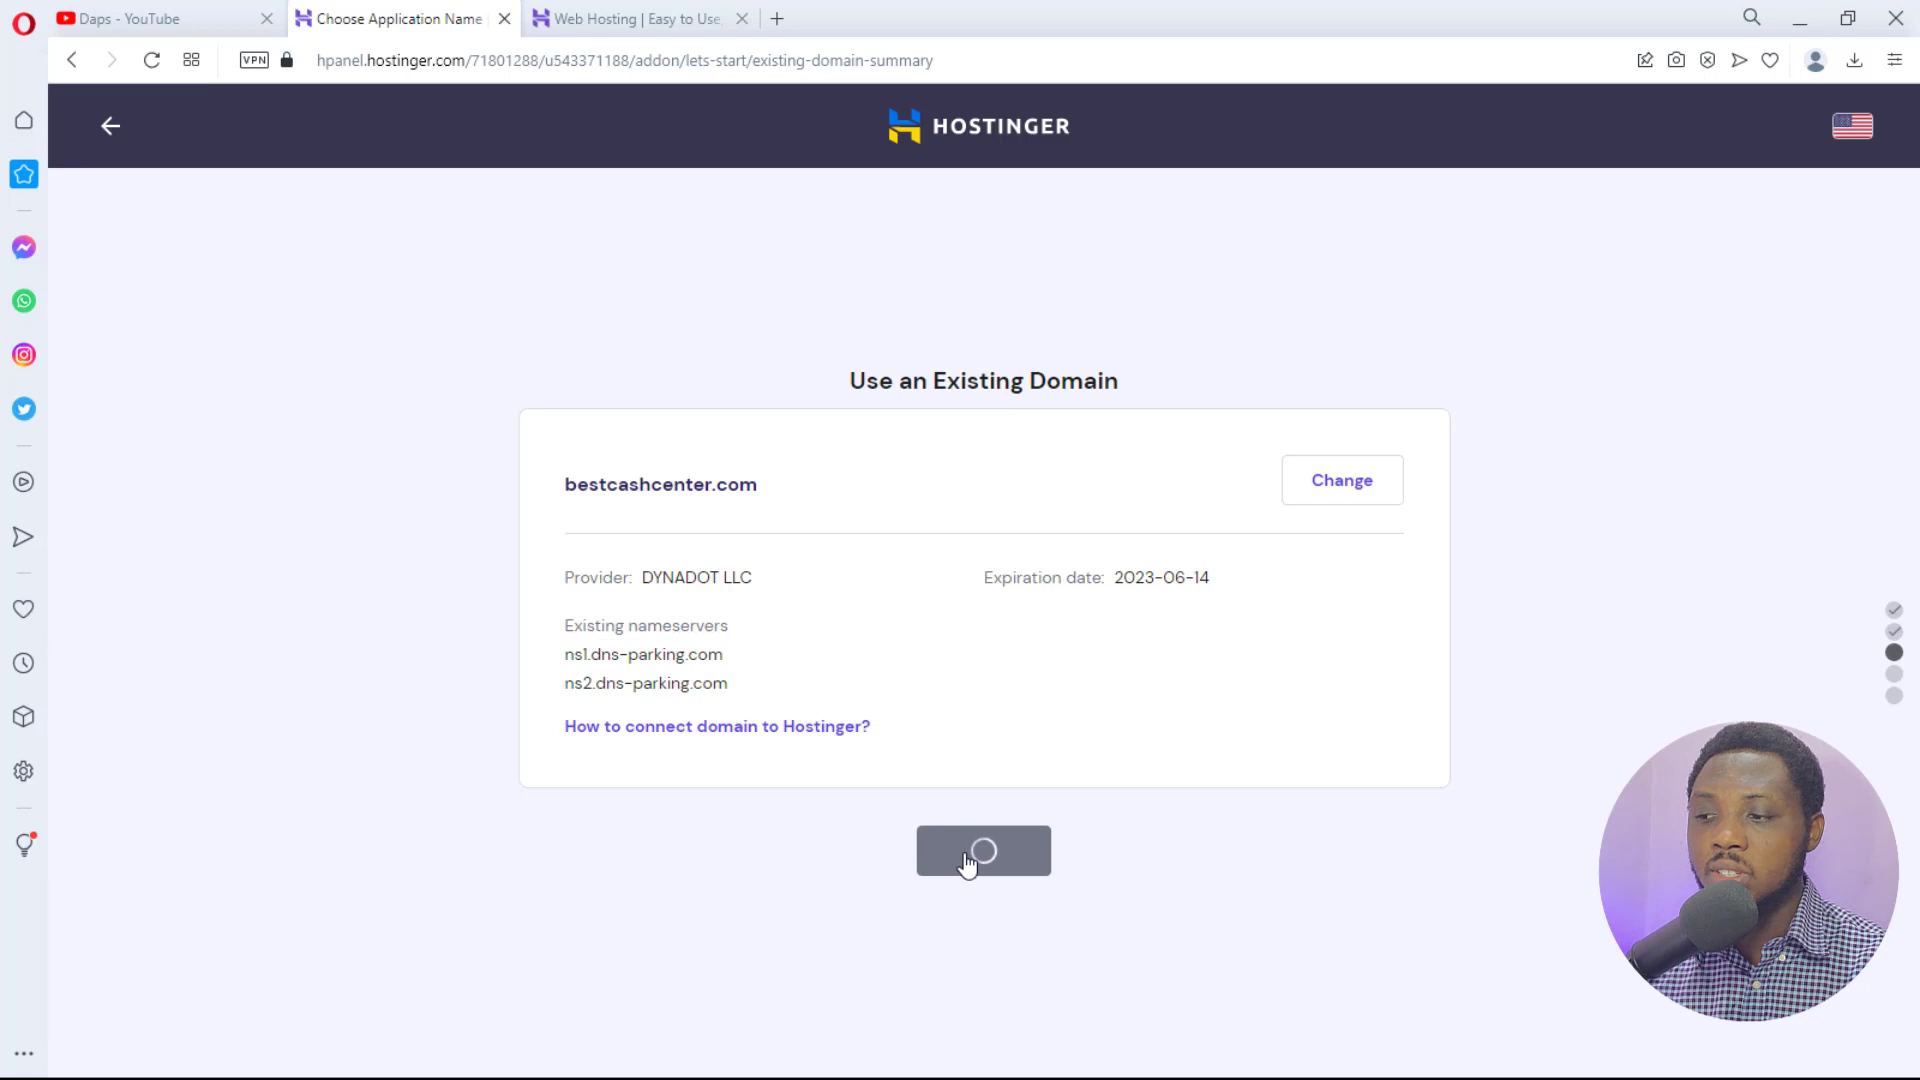 Daps - YouTube
Choose Application Name
Web Hosting | Easy to Use,
VPN
hpanel.hostinger.com/71801288/u543371188/addon/lets-start/existing-domain-summary
HOSTINGER
Use an Existing Domain
bestcashcenter.com
Change
Provider: DYNADOT LLC
Expiration date: 2023-06-14
Existing nameservers
ns1.dns-parking.com
ns2.dns-parking.com
How to connect domain to Hostinger?